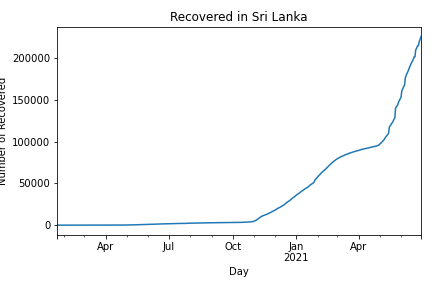 Recovered in Sri Lanka
Number of Recovered
200000
150000
100000
50000
0
Apr
Jul
Oct
Jan
2021
Apr
Day